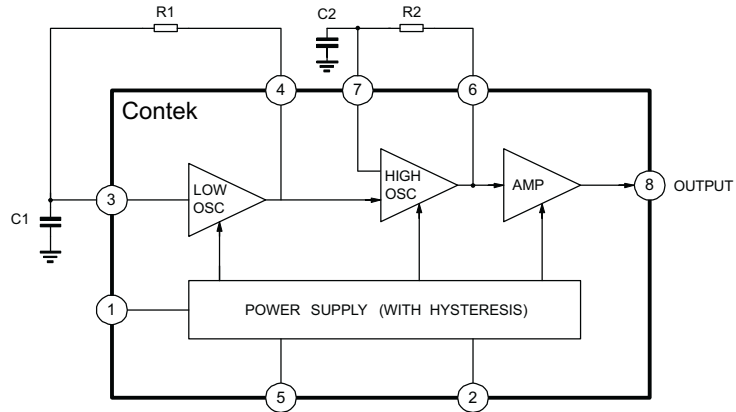 R1
C2
R2
4
7
6
Contek
LOW
OSC
HIGH
OSC
AMP
3
8
OUTPUT
C1
1
POWER SUPPLY (WITH HYSTERESIS)
5
2